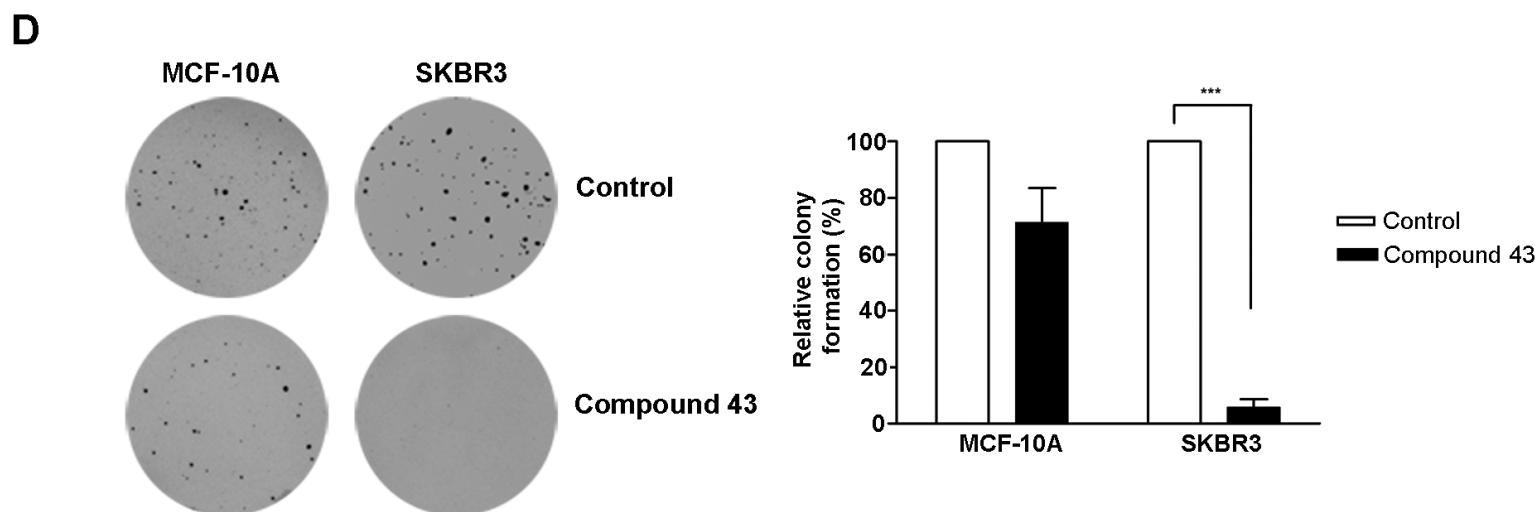 D
MCF-10A SKBR3
Control
Compound 43
***
Relative colony
formation (%)
100
80
60
40
20
0
MCF-10A SKBR3
Control
Compound 43